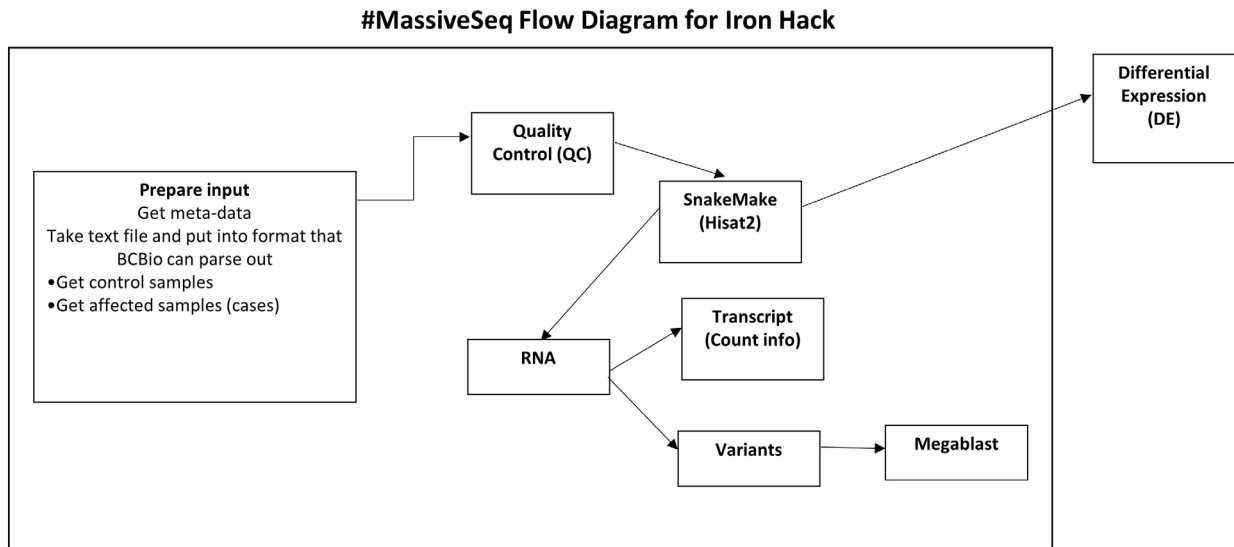 #MassiveSeq Flow Diagram for Iron Hack
Differential
Expression
(DE)
Quality
Control (QC)
Prepare input
Get meta-data
Take text file and put into format that
BCBio can parse out
•Get control samples
•Get affected samples (cases)
SnakeMake
(Hisat2)
RNA
Transcript
(Count info)
Variants
Megablast